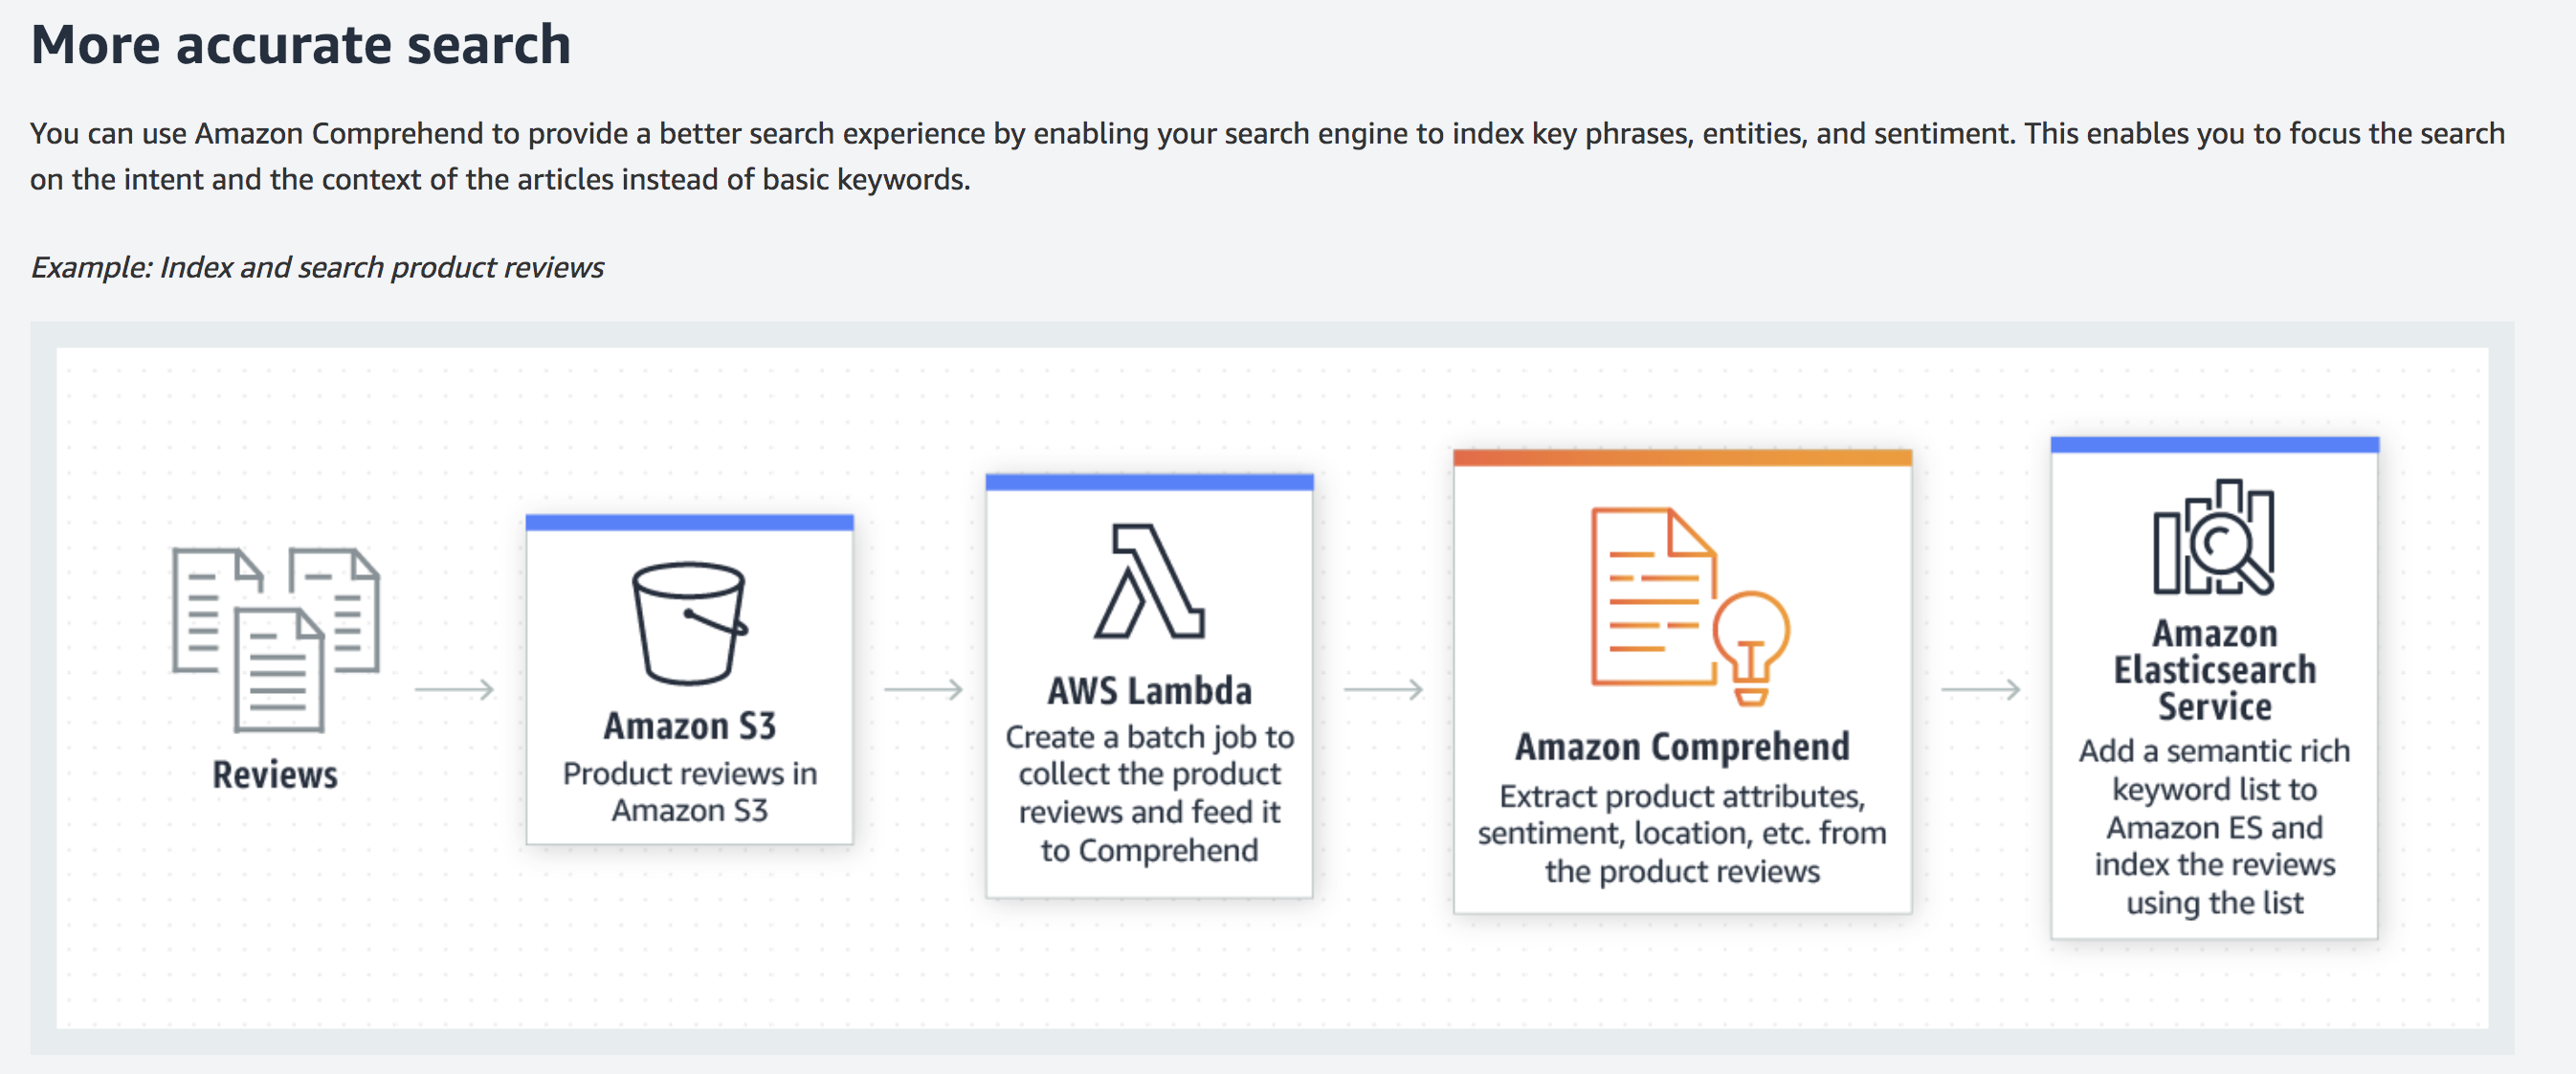 More accurate search
You can use Amazon Comprehend to provide a better search experience by enabling your search engine to index key phrases, entities, and sentiment. This enables you to focus the search
on the intent and the context of the articles instead of basic keywords.
Example: Index and search product reviews
Reviews
Amazon S3
Product reviews in
Amazon S3
AWS Lambda
Create a batch job to
collect the product
reviews and feed it
to Comprehend
Amazon Comprehend
Extract product attributes,
sentiment, location, etc. from
the product reviews
Amazon
Elasticsearch
Service
Add a semantic rich
keyword list to
Amazon ES and
index the reviews
using the list